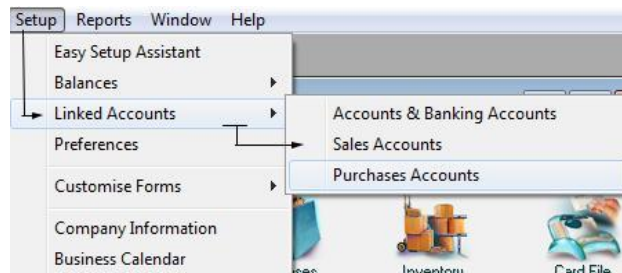 Setup Reports Window Help
Easy Setup Assistant
Balances
Linked Accounts
Preferences
Customise Forms
Company Information
Business Calendar
Accounts & Banking Accounts
Sales Accounts
Purchases Accounts
Inventory
Card File